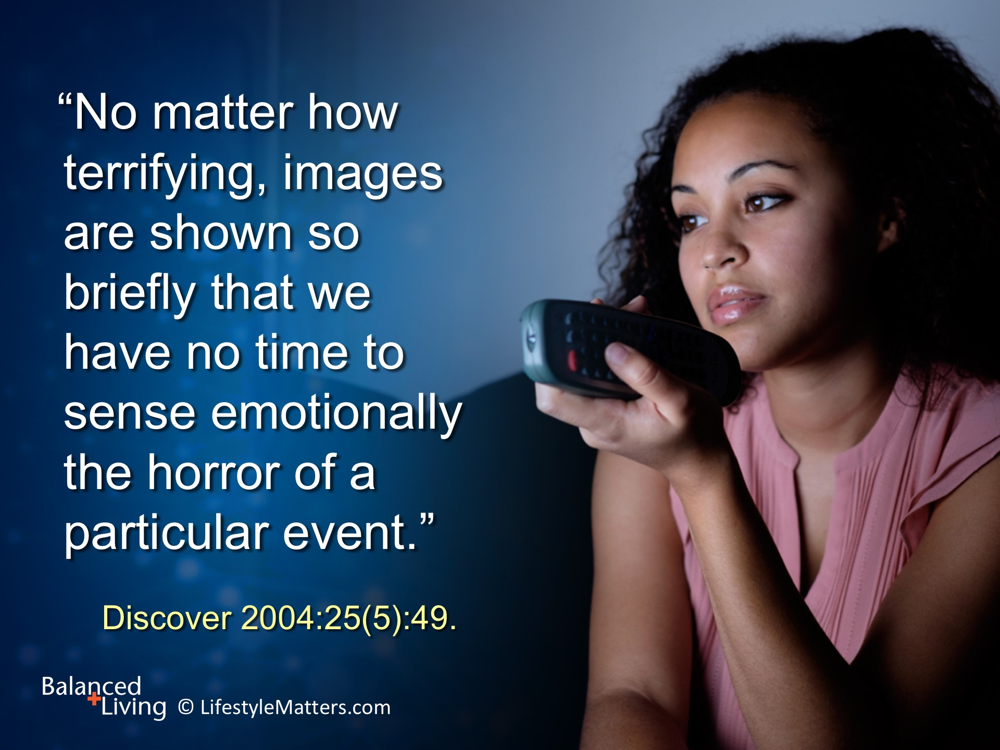 “No matter how
terrifying, images
are shown so
briefly that we
have no time to
sense emotionally
the horror of a
particular event.”
Discover 2004:25(5):49.
Balanced
Living © LifestyleMatters.com